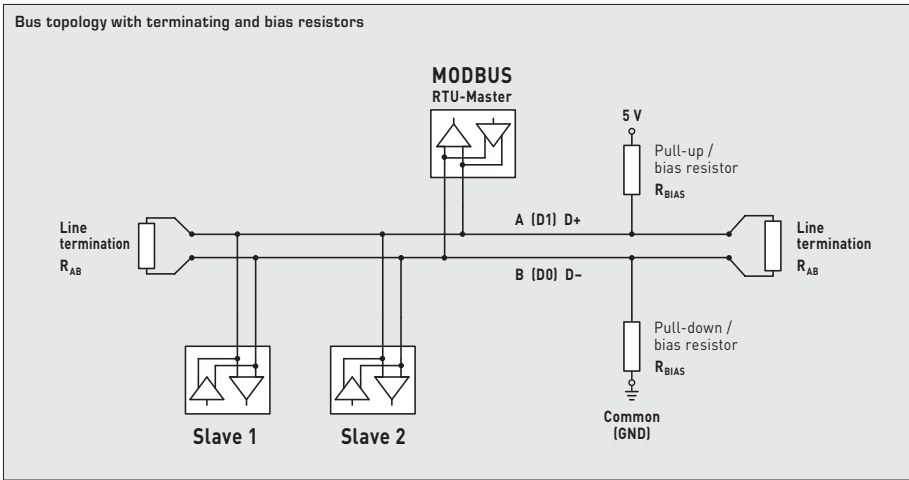 Bus topology with terminating and bias resistors
MODBUS
RTU-Master
5 V
Pull-up /
bias resistor
RBIAS
Line
termination
RAB
A (D1) D+
B (D0) D−
Line
termination
RAB
Pull-down /
bias resistor
RBIAS
Common
(GND)
Slave 1
Slave 2